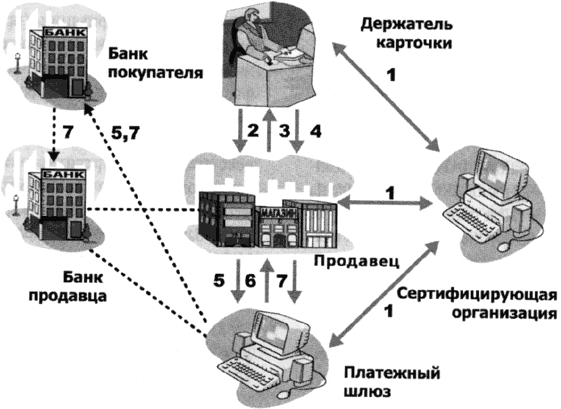 БАНК
Банк
покупателя
Держатель
карточки
1
7
5,7
2
3
4
БАНК
МАГАЗИН
1
Продавец
Банк
продавца
5
6
7
Сертифицирующая
организация
1
Платежный
шлюз